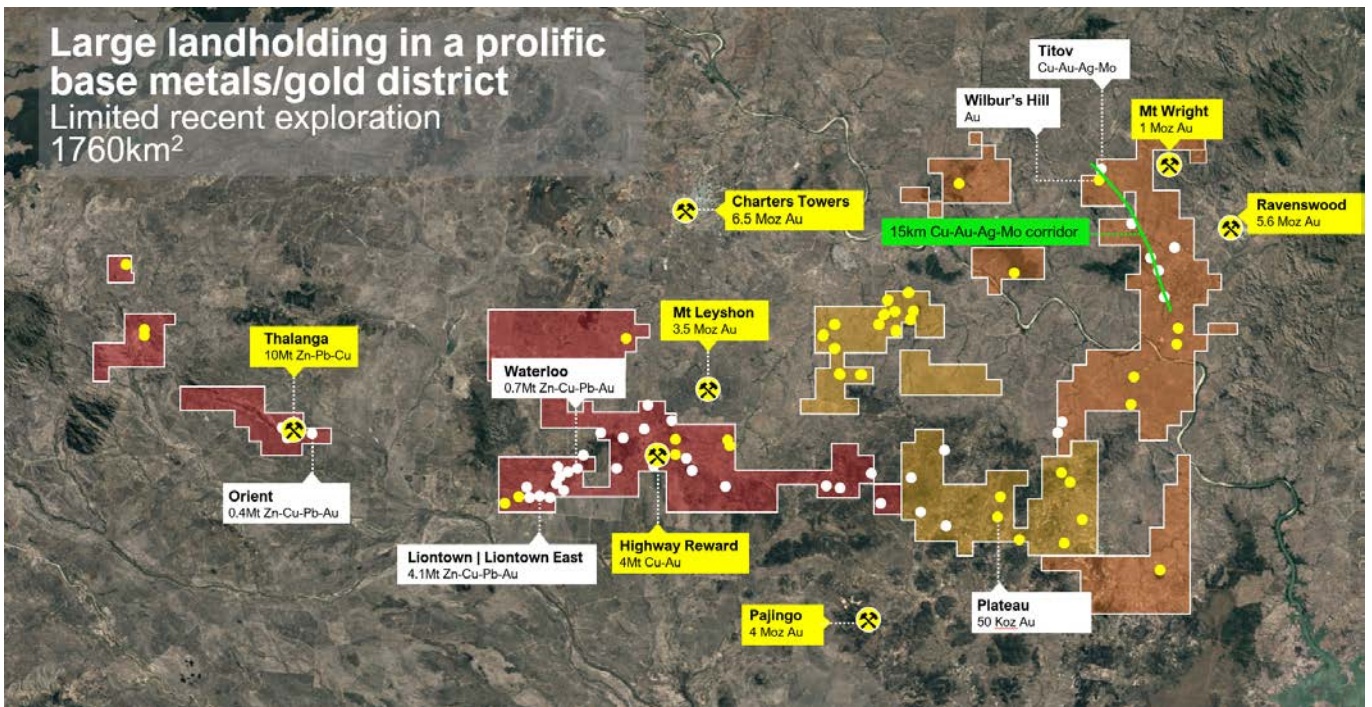 Large landholding in a prolific
base metals/gold district
Limited recent exploration
1760km²
Titov
Cu-Au-Ag-Mo
Wilbur's Hill
Au
Mt Wright
1 Moz Au
Charters Towers
6.5 Moz Au
Ravenswood
5.6 Moz Au
15km Cu-Au-Ag-Mo corridor
Mt Leyshon
3.5 Moz Au
Thalanga
10Mt Zn-Pb-Cu
Waterloo
0.7Mt Zn-Cu-Pb-Au
Orient
0.4Mt Zn-Cu-Pb-Au
Liontown | Liontown East
4.1Mt Zn-Cu-Pb-Au
Highway Reward
4Mt Cu-Au
Pajingo
4 Moz Au
Plateau
50 Koz Au